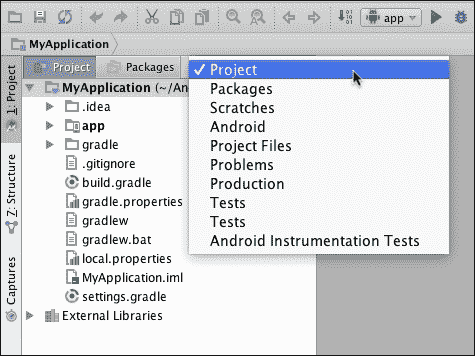 app
MyApplication
Project
Packages
Project
Packages
Scratches
Android
Project Files
Problems
Production
Tests
Tests
Android Instrumentation Tests
MyApplication (~/An
.idea
app
gradle
.gitignore
build.gradle
gradle.properties
gradlew
gradlew.bat
local.properties
MyApplication.iml
settings.gradle
External Libraries
1: Project
Z: Structure
Captures